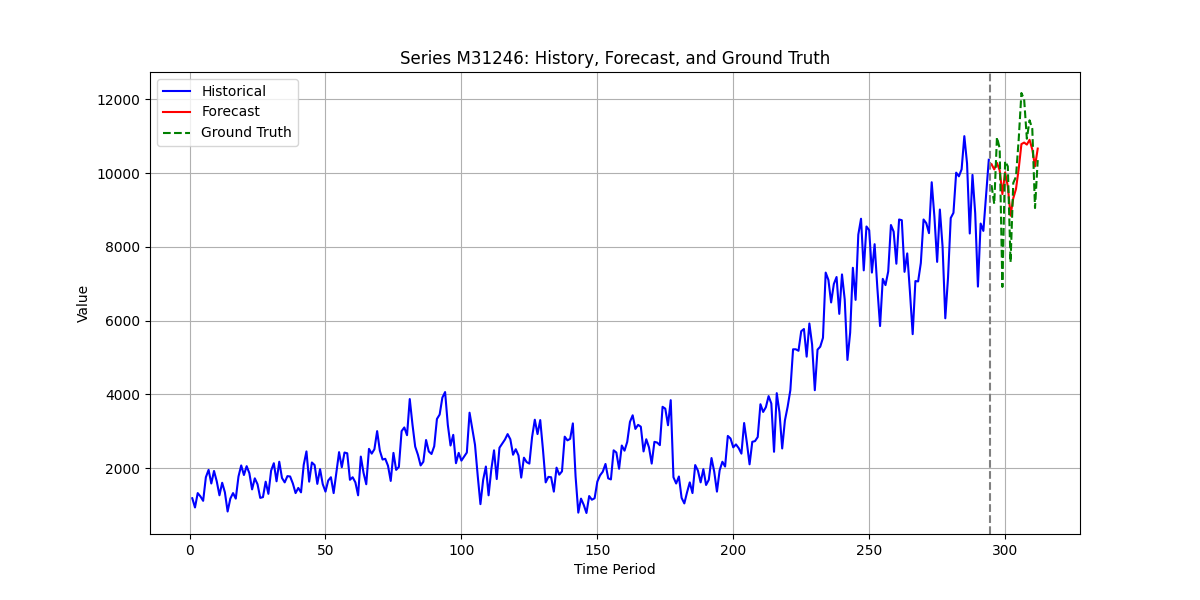 Series M31246: History, Forecast, and Ground Truth
Historical
Forecast
Ground Truth
12000
10000
8000
6000
4000
2000
Value
0
50
100
150
200
250
300
Time Period